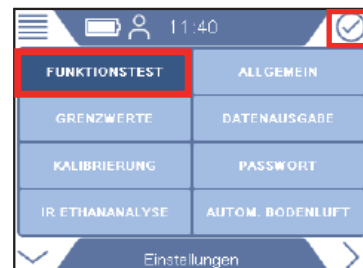 11:40
FUNKTIONSTEST ALLGEMEIN
GRENZWERTE DATENAUSGABE
KALIBRIERUNG PASSWORT
IR ETHANANALYSE AUTOM. BODENLUFT
Einstellungen